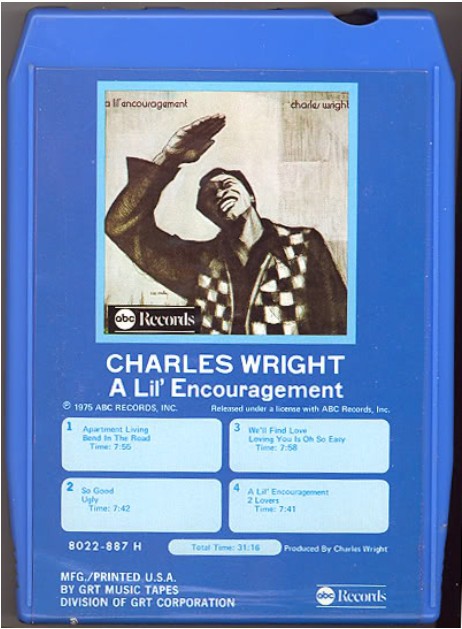 a lil' encouragement charles wright
abc Records
CHARLES WRIGHT
A Lil' Encouragement
℗ 1975 ABC RECORDS, INC. Released under a license with ABC Records, Inc.
1 Apartment Living
Bend In The Road
Time: 7:55
2 So Good
Ugly
Time: 7:42
3 We'll Find Love
Loving You Is Oh So Easy
Time: 7:58
4 A Lil' Encouragement
2 Lovers
Time: 7:41
8022-887 H Total Time: 31:16 Produced By Charles Wright
MFG./PRINTED U.S.A.
BY GRT MUSIC TAPES
DIVISION OF GRT CORPORATION
abc Records